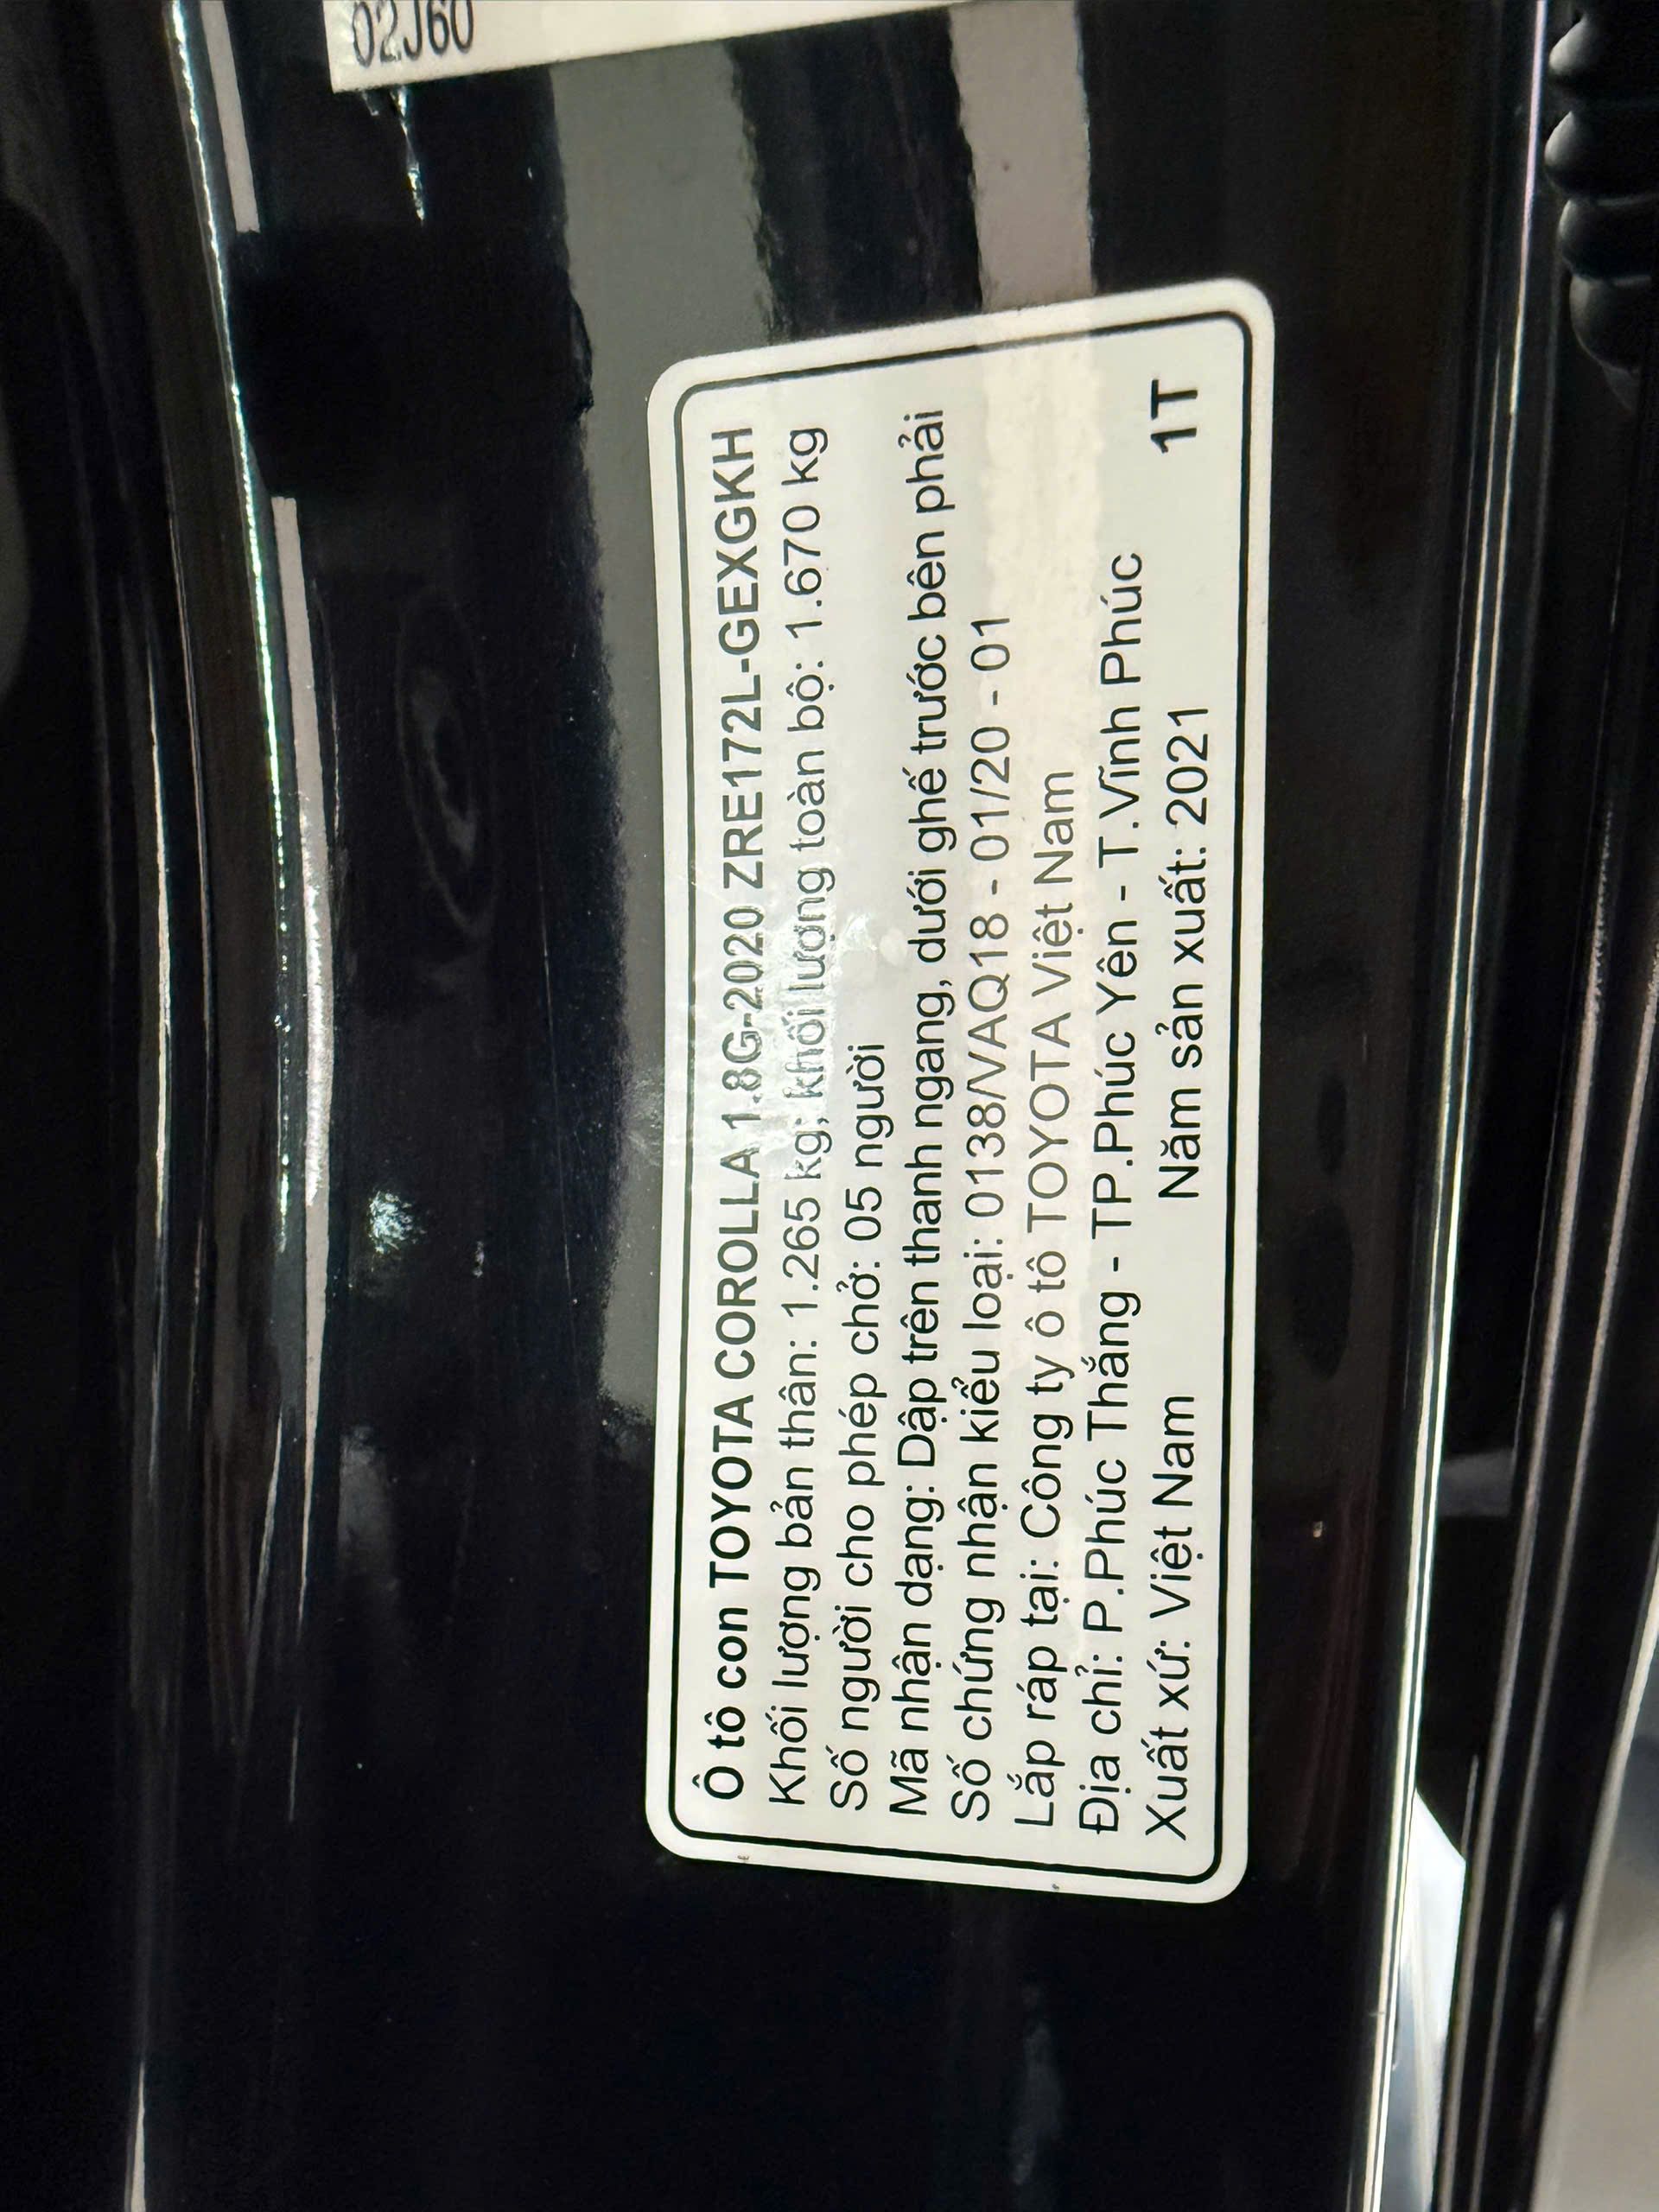 02J60
Ô tô con TOYOTA COROLLA 1.8G-2020 ZRE172L-GEXGKH
Khối lượng bản thân: 1.265 kg; khối lượng toàn bộ: 1.670 kg
Số người cho phép chở: 05 người
Mã nhận dạng: Dập trên thanh ngang, dưới ghế trước bên phải
Số chứng nhận kiểu loại: 0138/VAQ18 - 01/20 - 01
Lắp ráp tại: Công ty ô tô TOYOTA Việt Nam
Địa chỉ: P.Phúc Thắng - TP.Phúc Yên - T.Vĩnh Phúc
Xuất xứ: Việt Nam Năm sản xuất: 2021 1T